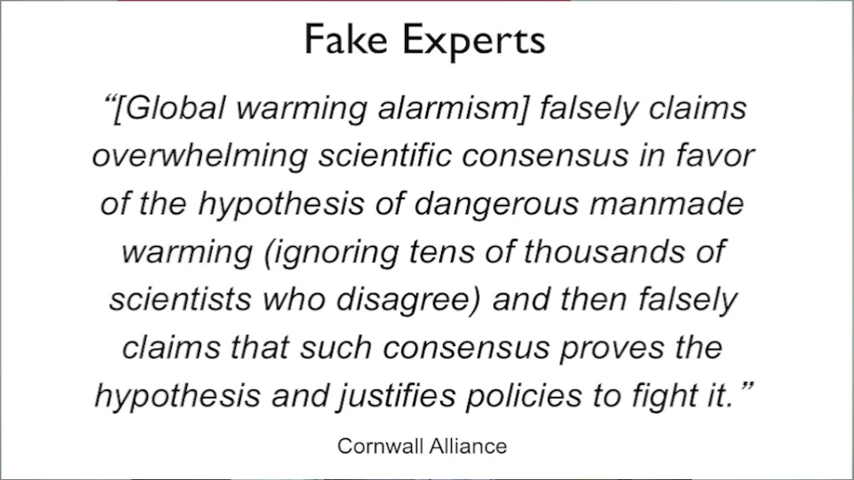 Fake Experts
“[Global warming alarmism] falsely claims
overwhelming scientific consensus in favor
of the hypothesis of dangerous manmade
warming (ignoring tens of thousands of
scientists who disagree) and then falsely
claims that such consensus proves the
hypothesis and justifies policies to fight it.”
Cornwall Alliance